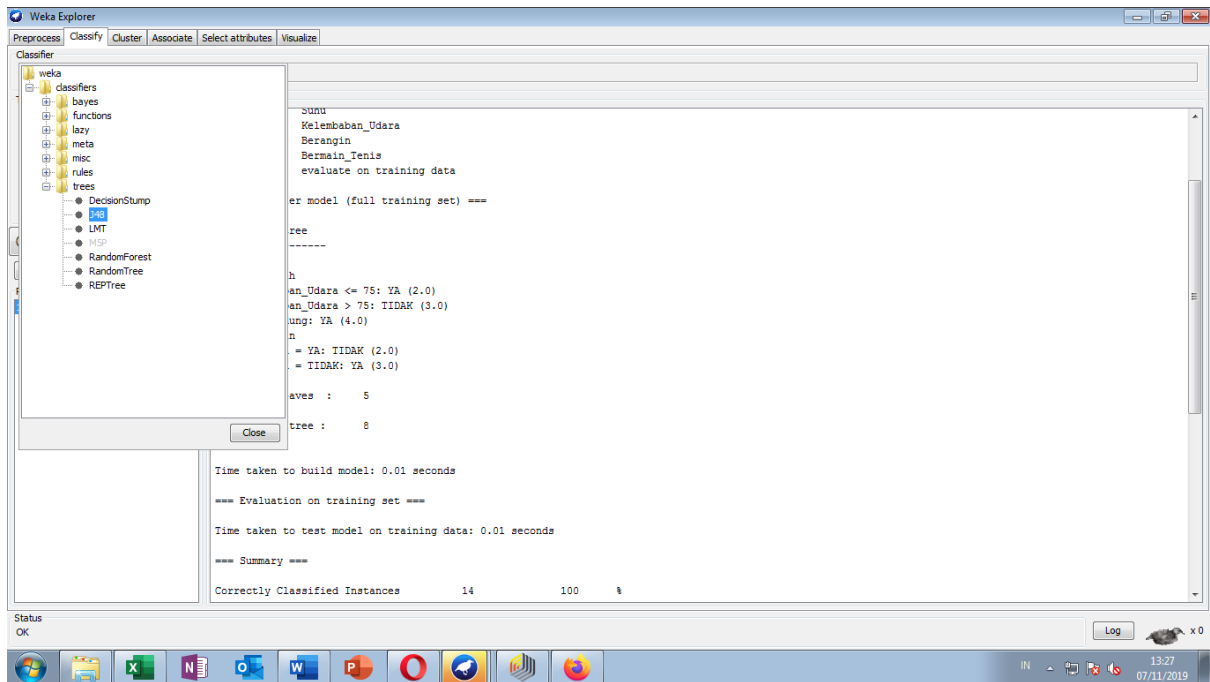 Weka Explorer
Preprocess Classify Cluster Associate Select attributes Visualize
Classifier
weka
classifiers
bayes
functions
lazy
meta
misc
rules
trees
DecisionStump
J48
LMT
M5P
RandomForest
RandomTree
REPTree
Close
Suhu
Kelembaban_Udara
Berangin
Bermain_Tenis
evaluate on training data
er model (full training set) ===
ree
------
h
an_Udara <= 75: YA (2.0)
an_Udara > 75: TIDAK (3.0)
ung: YA (4.0)
n
= YA: TIDAK (2.0)
= TIDAK: YA (3.0)
aves : 5
tree : 8
Time taken to build model: 0.01 seconds
=== Evaluation on training set ===
Time taken to test model on training data: 0.01 seconds
=== Summary ===
Correctly Classified Instances 14 100 %
Status
OK
Log
x 0
IN
13:27
07/11/2019